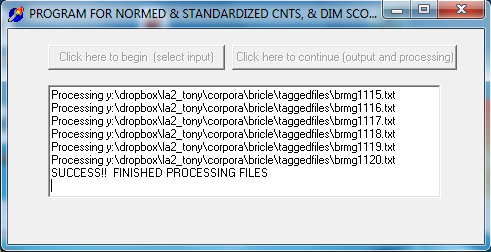 PROGRAM FOR NORMED & STANDARDIZED CNTS, & DIM SCO...
Click here to begin (select input)
Click here to continue (output and processing)
Processing y:\dropbox\la2_tony\corpora\bricle\taggedfiles\brmg1115.txt
Processing y:\dropbox\la2_tony\corpora\bricle\taggedfiles\brmg1116.txt
Processing y:\dropbox\la2_tony\corpora\bricle\taggedfiles\brmg1117.txt
Processing y:\dropbox\la2_tony\corpora\bricle\taggedfiles\brmg1118.txt
Processing y:\dropbox\la2_tony\corpora\bricle\taggedfiles\brmg1119.txt
Processing y:\dropbox\la2_tony\corpora\bricle\taggedfiles\brmg1120.txt
SUCCESS!! FINISHED PROCESSING FILES